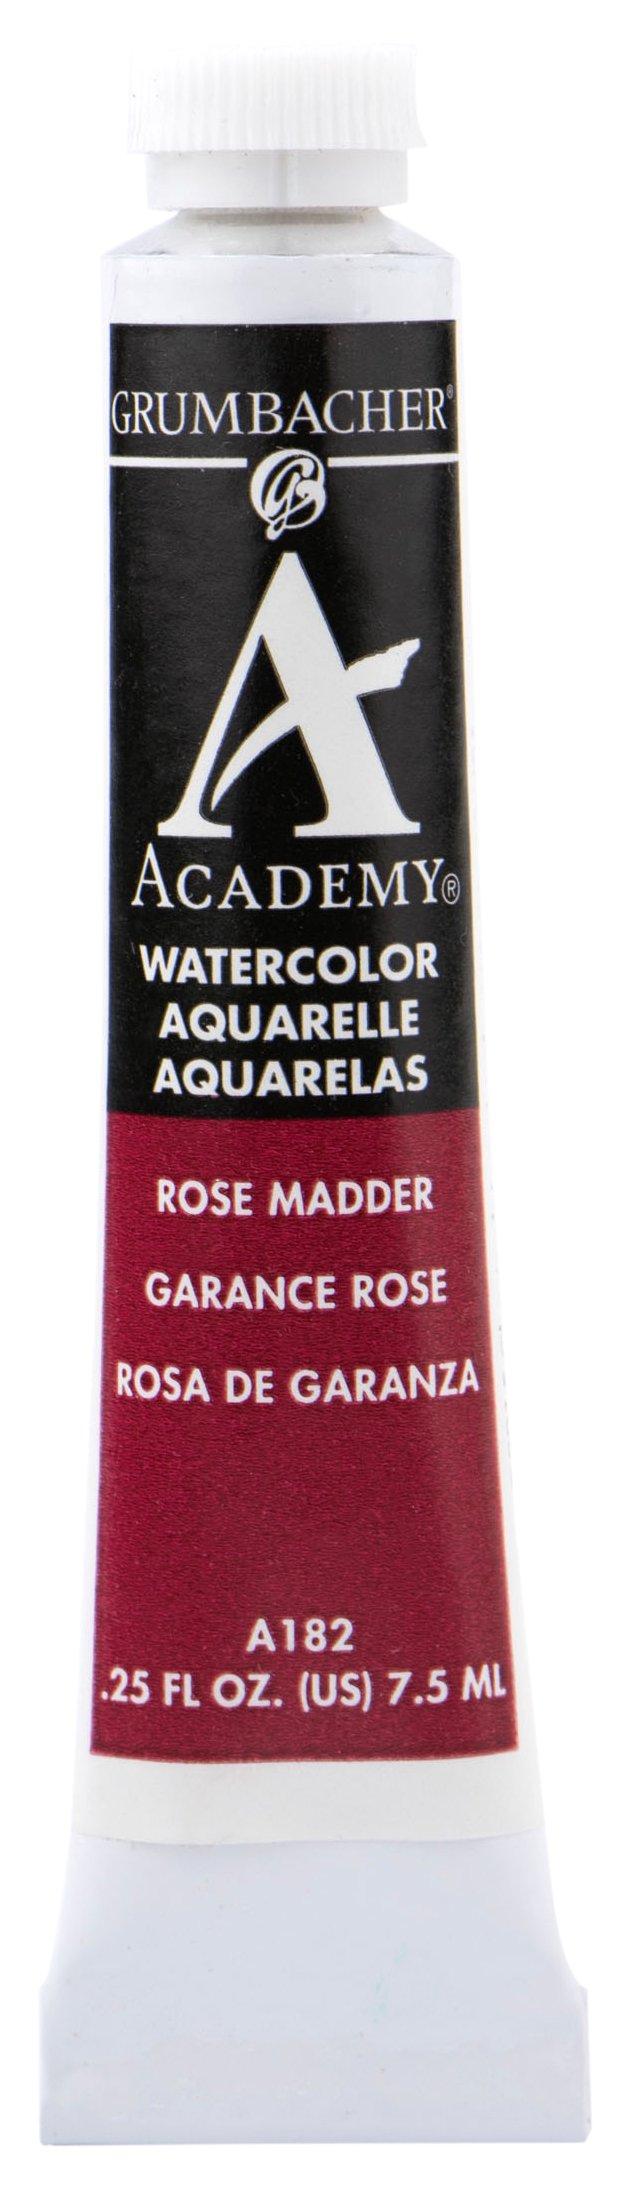 GRUMBACHER®
GB
A
ACADEMY®
WATERCOLOR
AQUARELLE
AQUARELAS
ROSE MADDER
GARANCE ROSE
ROSA DE GARANZA
A182
.25 FL OZ. (US) 7.5 ML